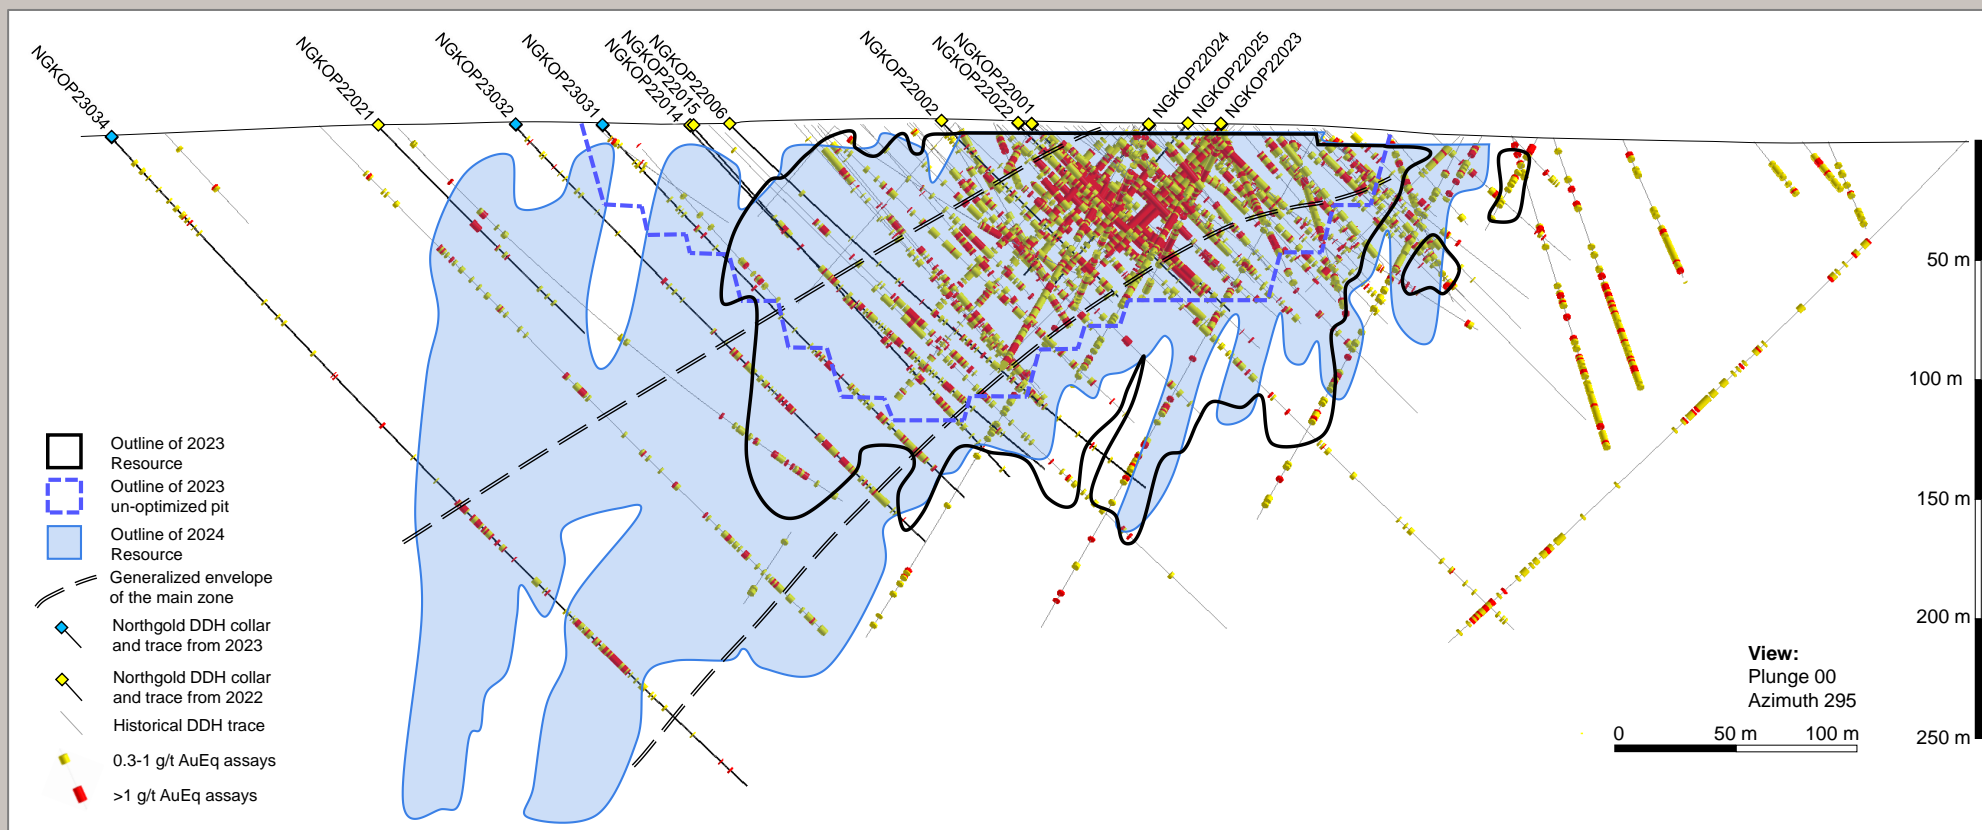 NGKOP23034
NGKOP22021
NGKOP23032
NGKOP23031
NGKOP22014
NGKOP22015
NGKOP22006
NGKOP22002
NGKOP22022
NGKOP22001
NGKOP22024
NGKOP22025
NGKOP22023
50 m
100 m
150 m
200 m
250 m
Outline of 2023
Resource
Outline of 2023
un-optimized pit
Outline of 2024
Resource
Generalized envelope
of the main zone
Northgold DDH collar
and trace from 2023
Northgold DDH collar
and trace from 2022
Historical DDH trace
0.3-1 g/t AuEq assays
>1 g/t AuEq assays
View:
Plunge 00
Azimuth 295
0 50 m 100 m